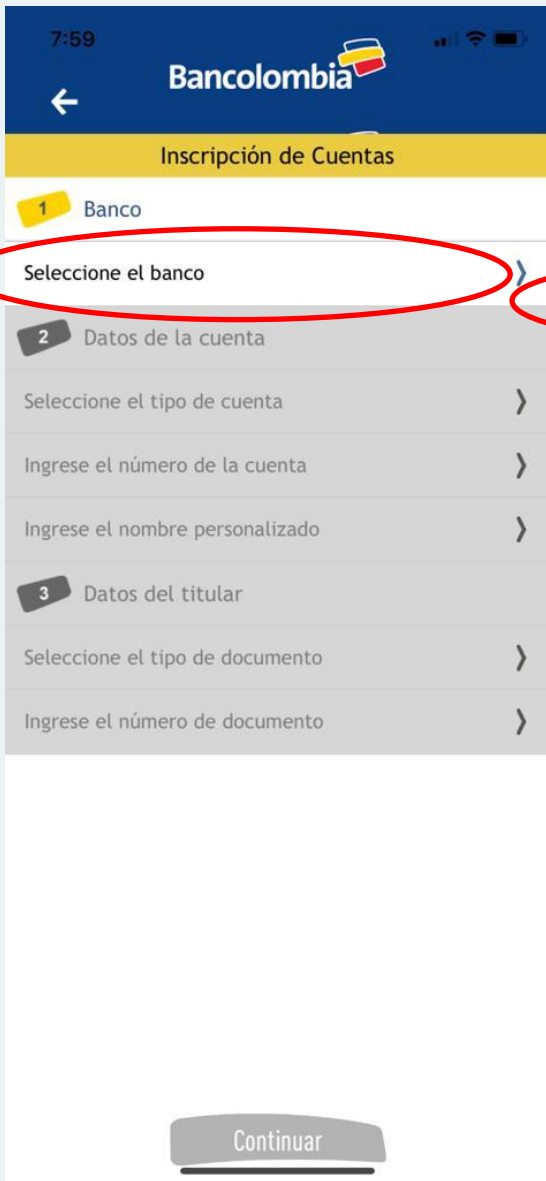 7:59
Bancolombia
Inscripción de Cuentas
1 Banco
Seleccione el banco
2 Datos de la cuenta
Seleccione el tipo de cuenta
Ingrese el número de la cuenta
Ingrese el nombre personalizado
3 Datos del titular
Seleccione el tipo de documento
Ingrese el número de documento
Continuar